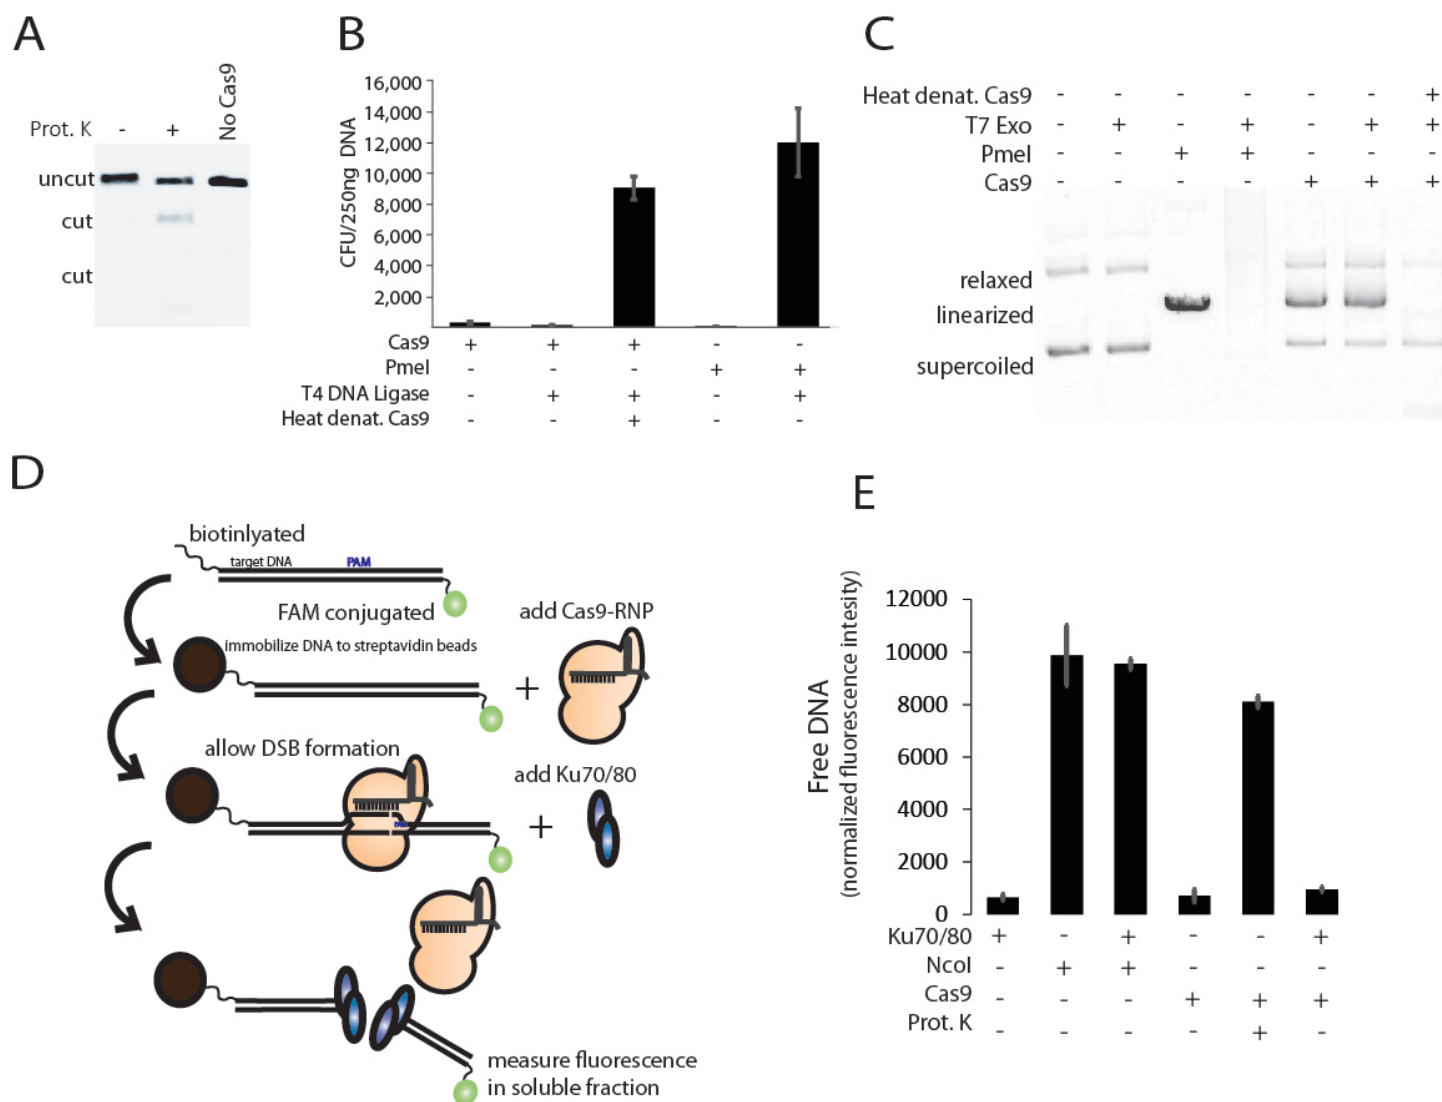 A
Prot. K - + No Cas9
uncut
cut
cut
B
CFU/250ng DNA
16,000
14,000
12,000
10,000
8,000
6,000
4,000
2,000
Cas9 + + + - -
PmeI - - - + +
T4 DNA Ligase - + + - +
Heat denat. Cas9 - - + - -
C
Heat denat. Cas9 - - - - - - +
T7 Exo - + - + - + +
PmeI - - + + - - -
Cas9 - - - - + + +
relaxed
linearized
supercoiled
D
biotinlyated
target DNA PAM
FAM conjugated
add Cas9-RNP
immobilize DNA to streptavidin beads
+
allow DSB formation
add Ku70/80
PAM
+
measure fluorescence
in soluble fraction
E
Free DNA
(normalized fluorescence intesity)
12000
10000
8000
6000
4000
2000
0
Ku70/80 + - + - - +
NcoI - + + - - -
Cas9 - - - + + +
Prot. K - - - - + -